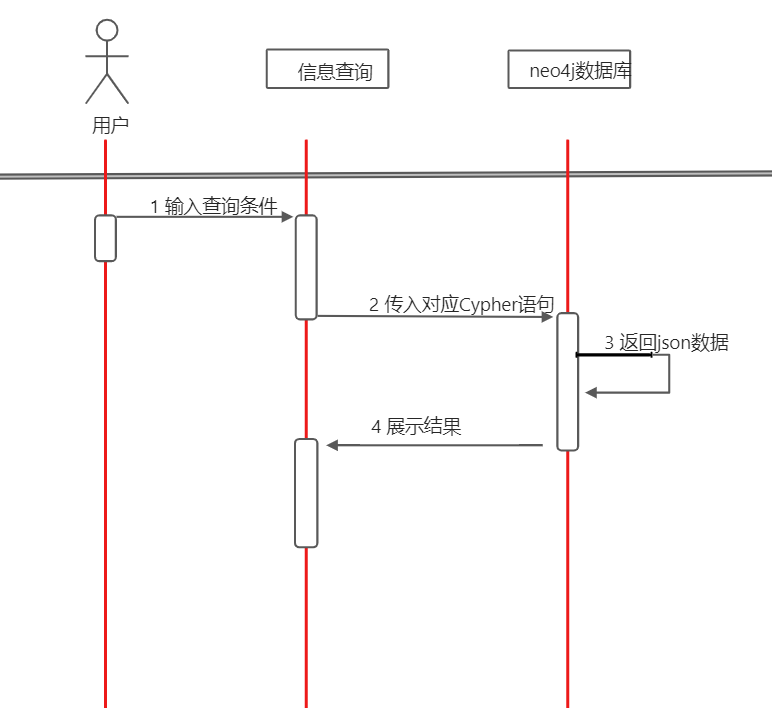 用户
信息查询
neo4j数据库
1 输入查询条件
2 传入对应Cypher语句
3 返回json数据
4 展示结果